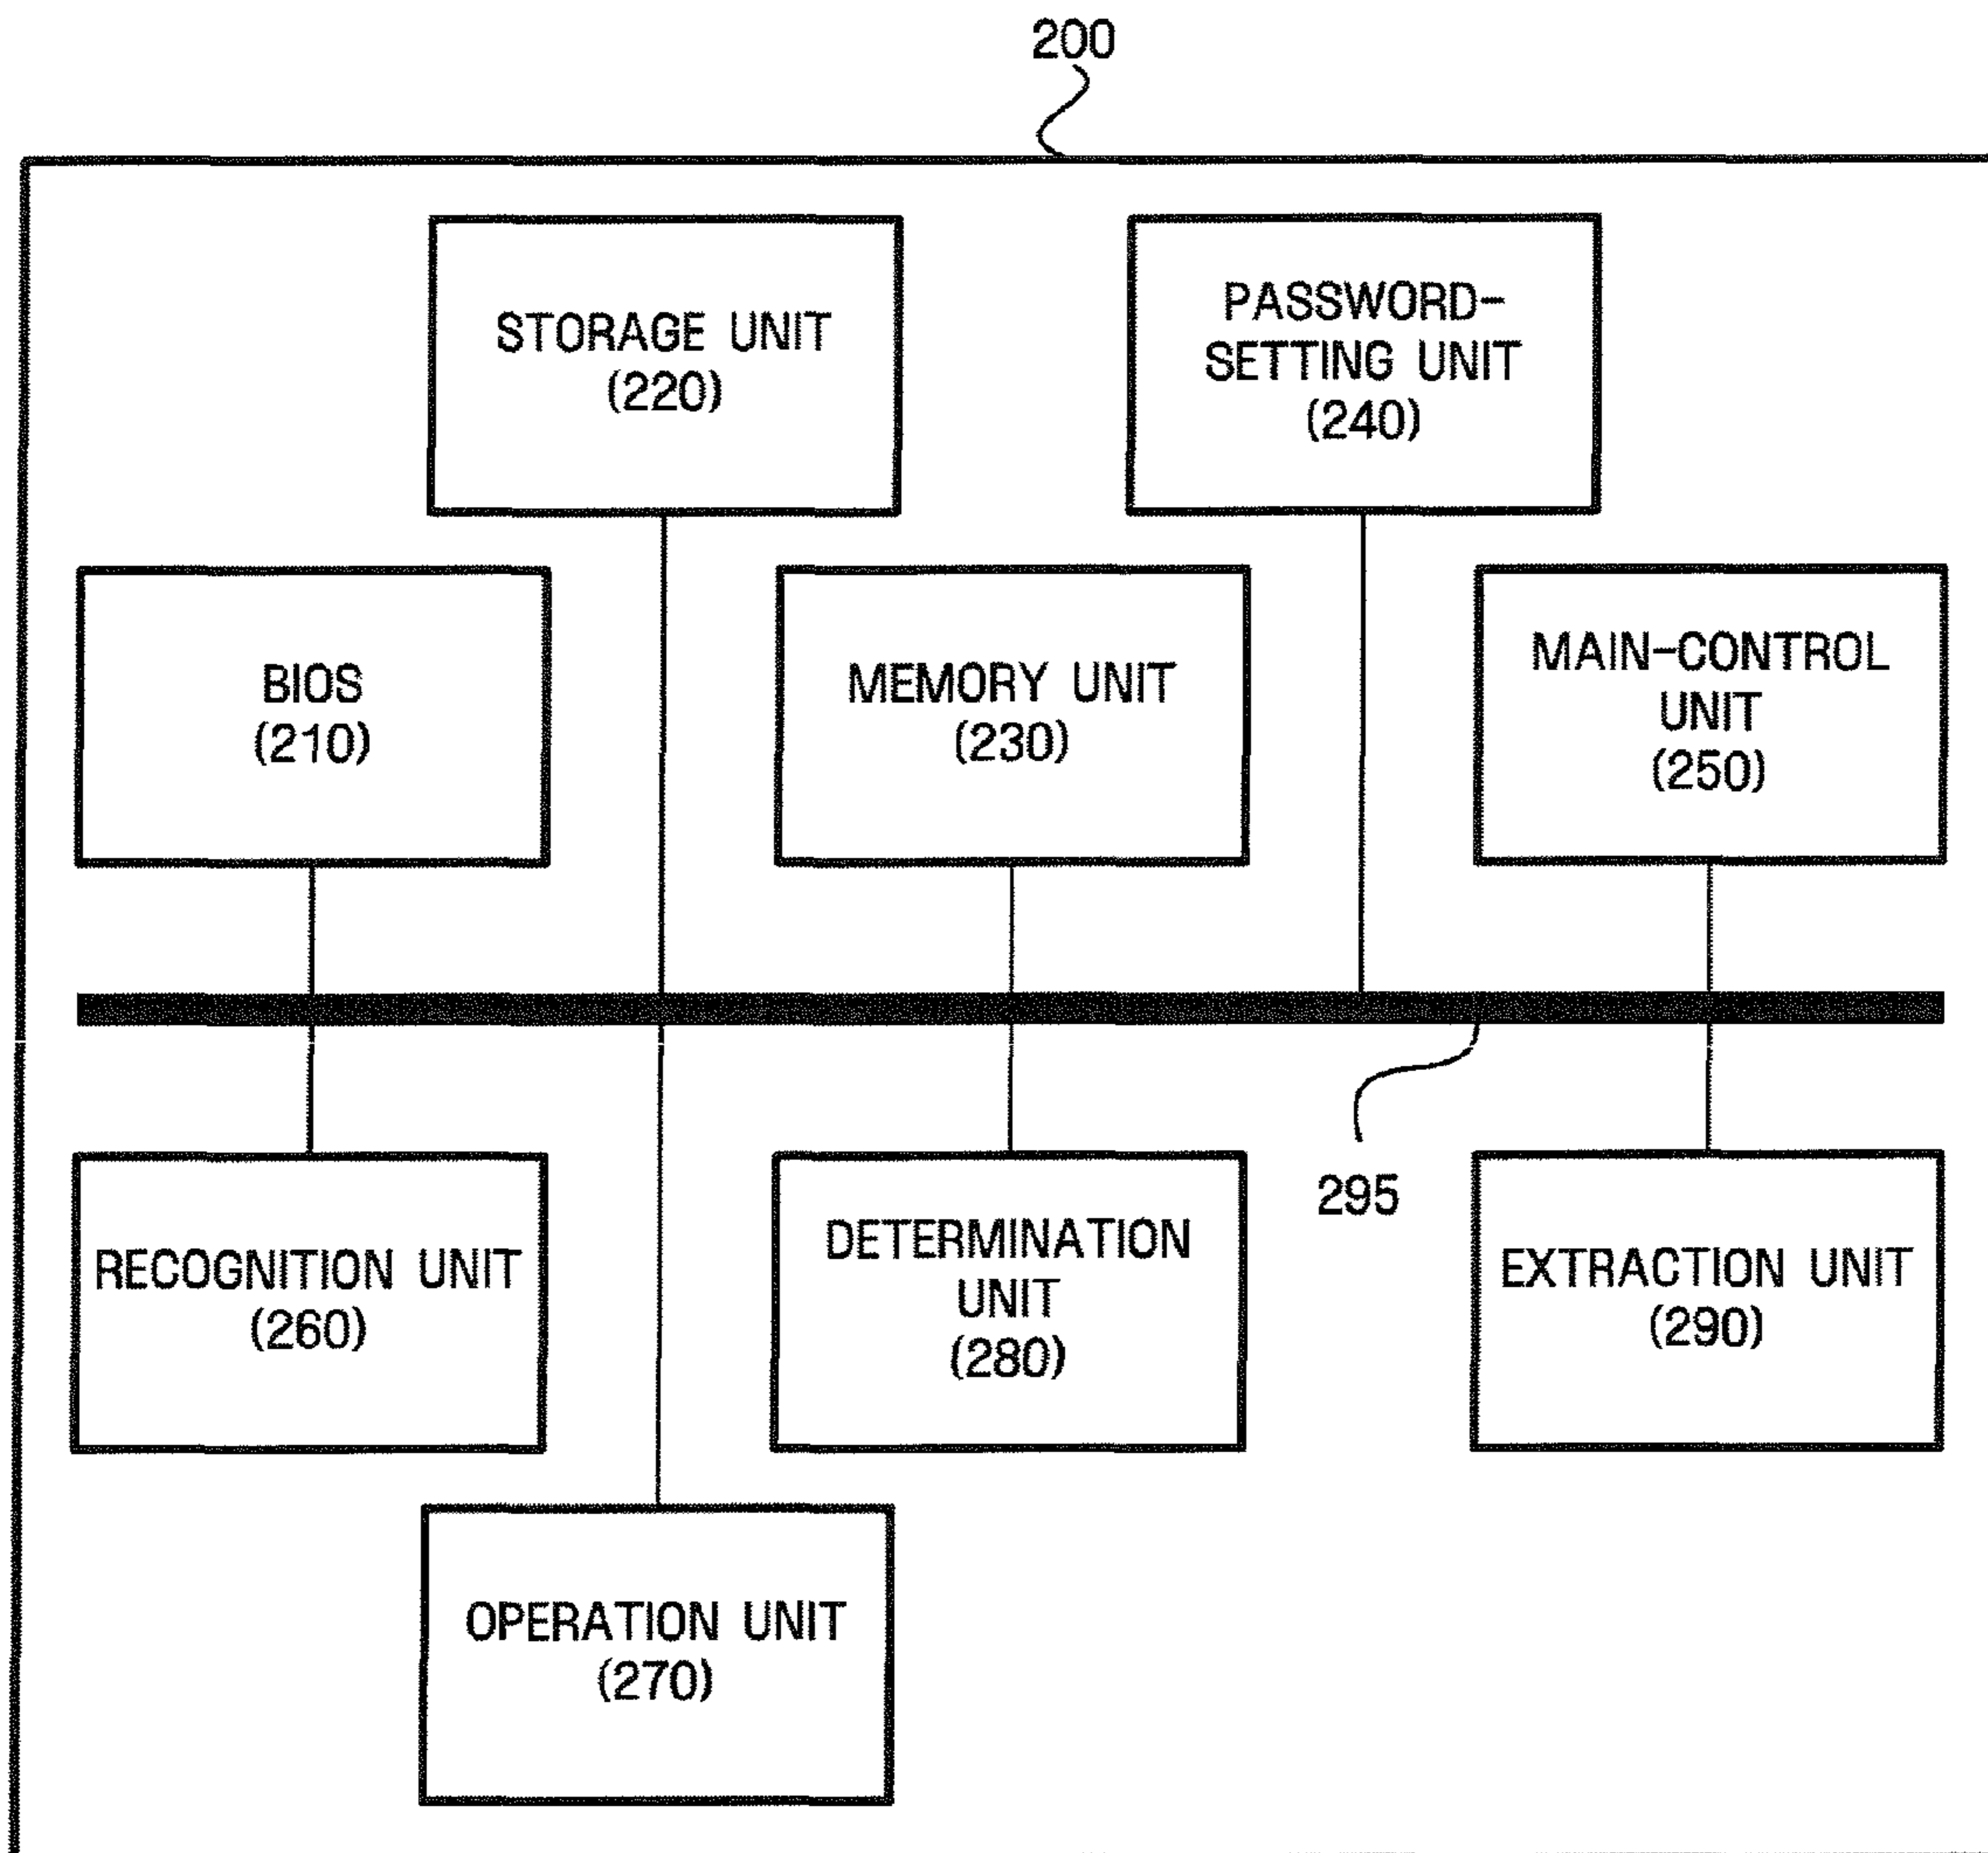 200
STORAGE UNIT
(220)
PASSWORD-
SETTING UNIT
(240)
BIOS
(210)
MEMORY UNIT
(230)
MAIN-CONTROL
UNIT
(250)
295
RECOGNITION UNIT
(260)
DETERMINATION
UNIT
(280)
EXTRACTION UNIT
(290)
OPERATION UNIT
(270)